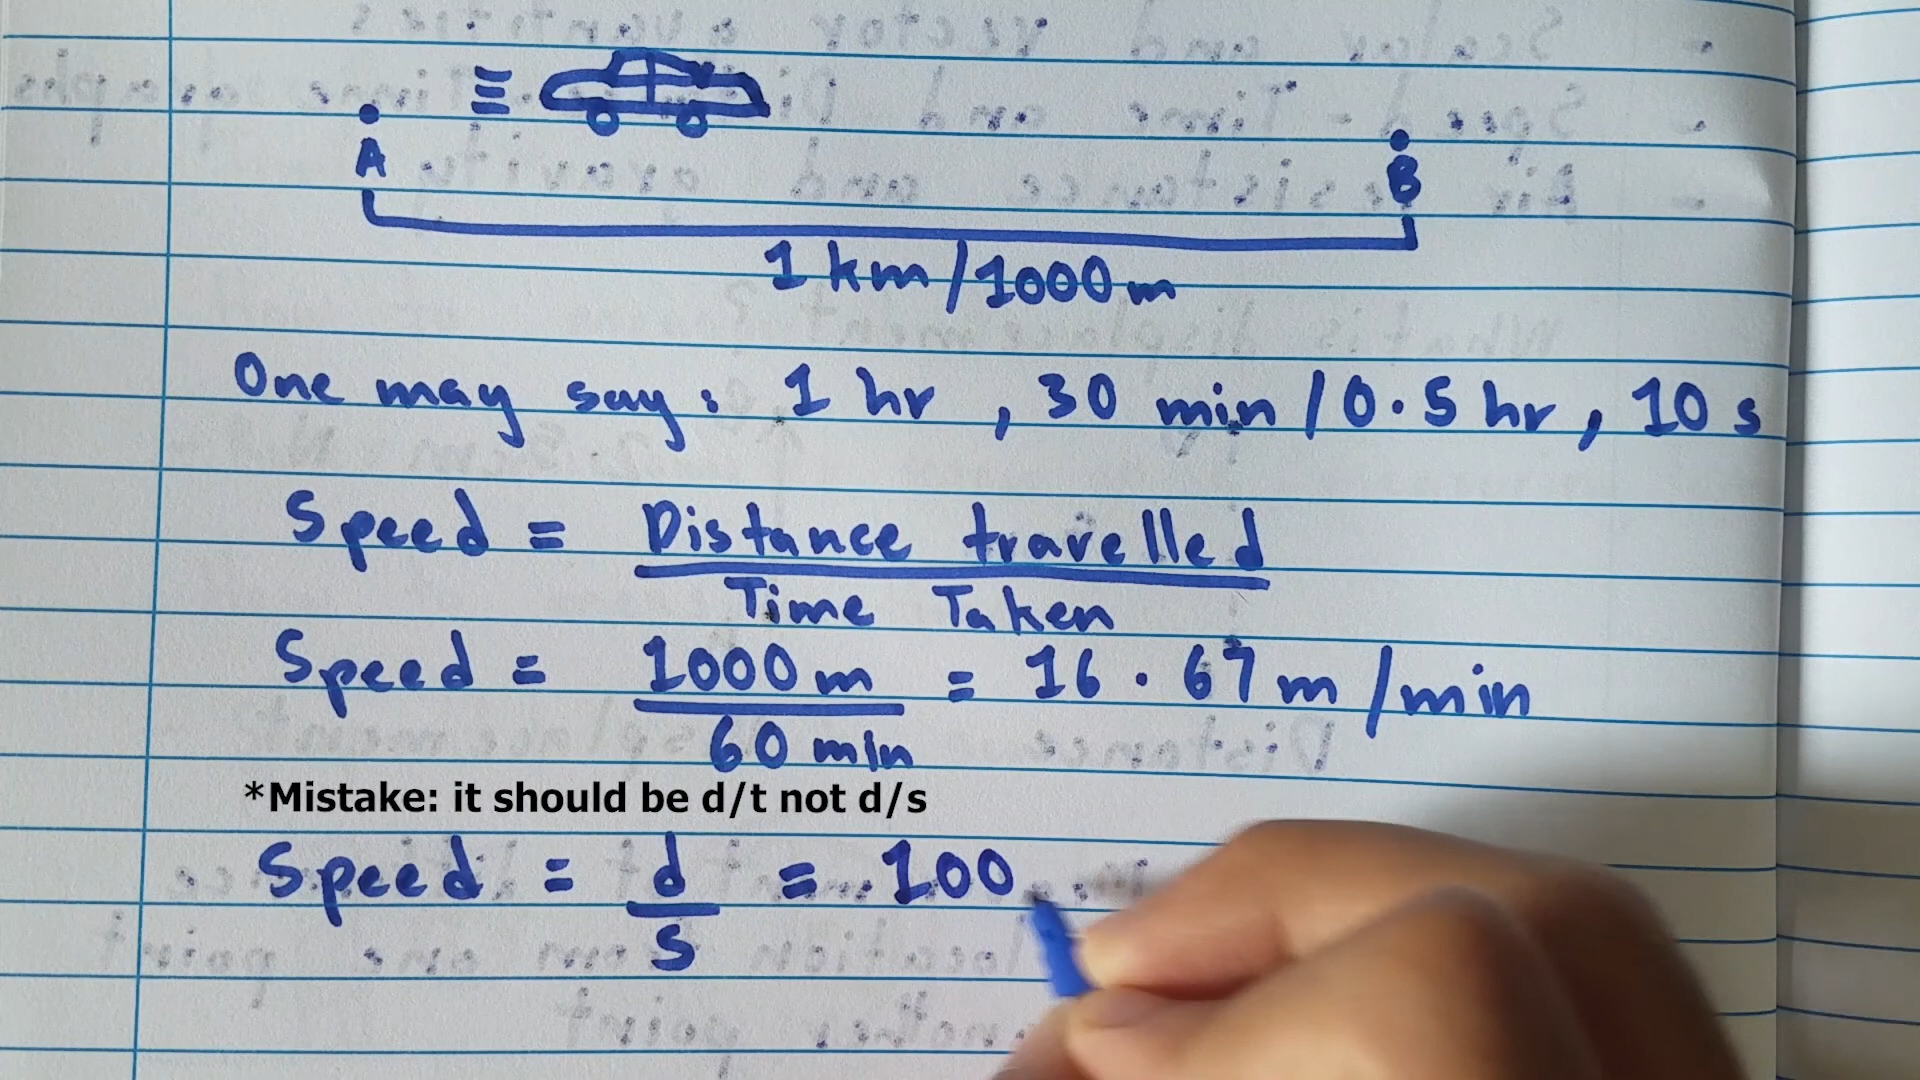 A
B
1 km/1000 m
One may say: 1 hr, 30 min/0.5 hr, 10 s
Speed = Distance travelled
Time Taken
Speed = 1000 m = 16.67 m/min
60 min
*Mistake: it should be d/t not d/s
Speed = d = 100
s